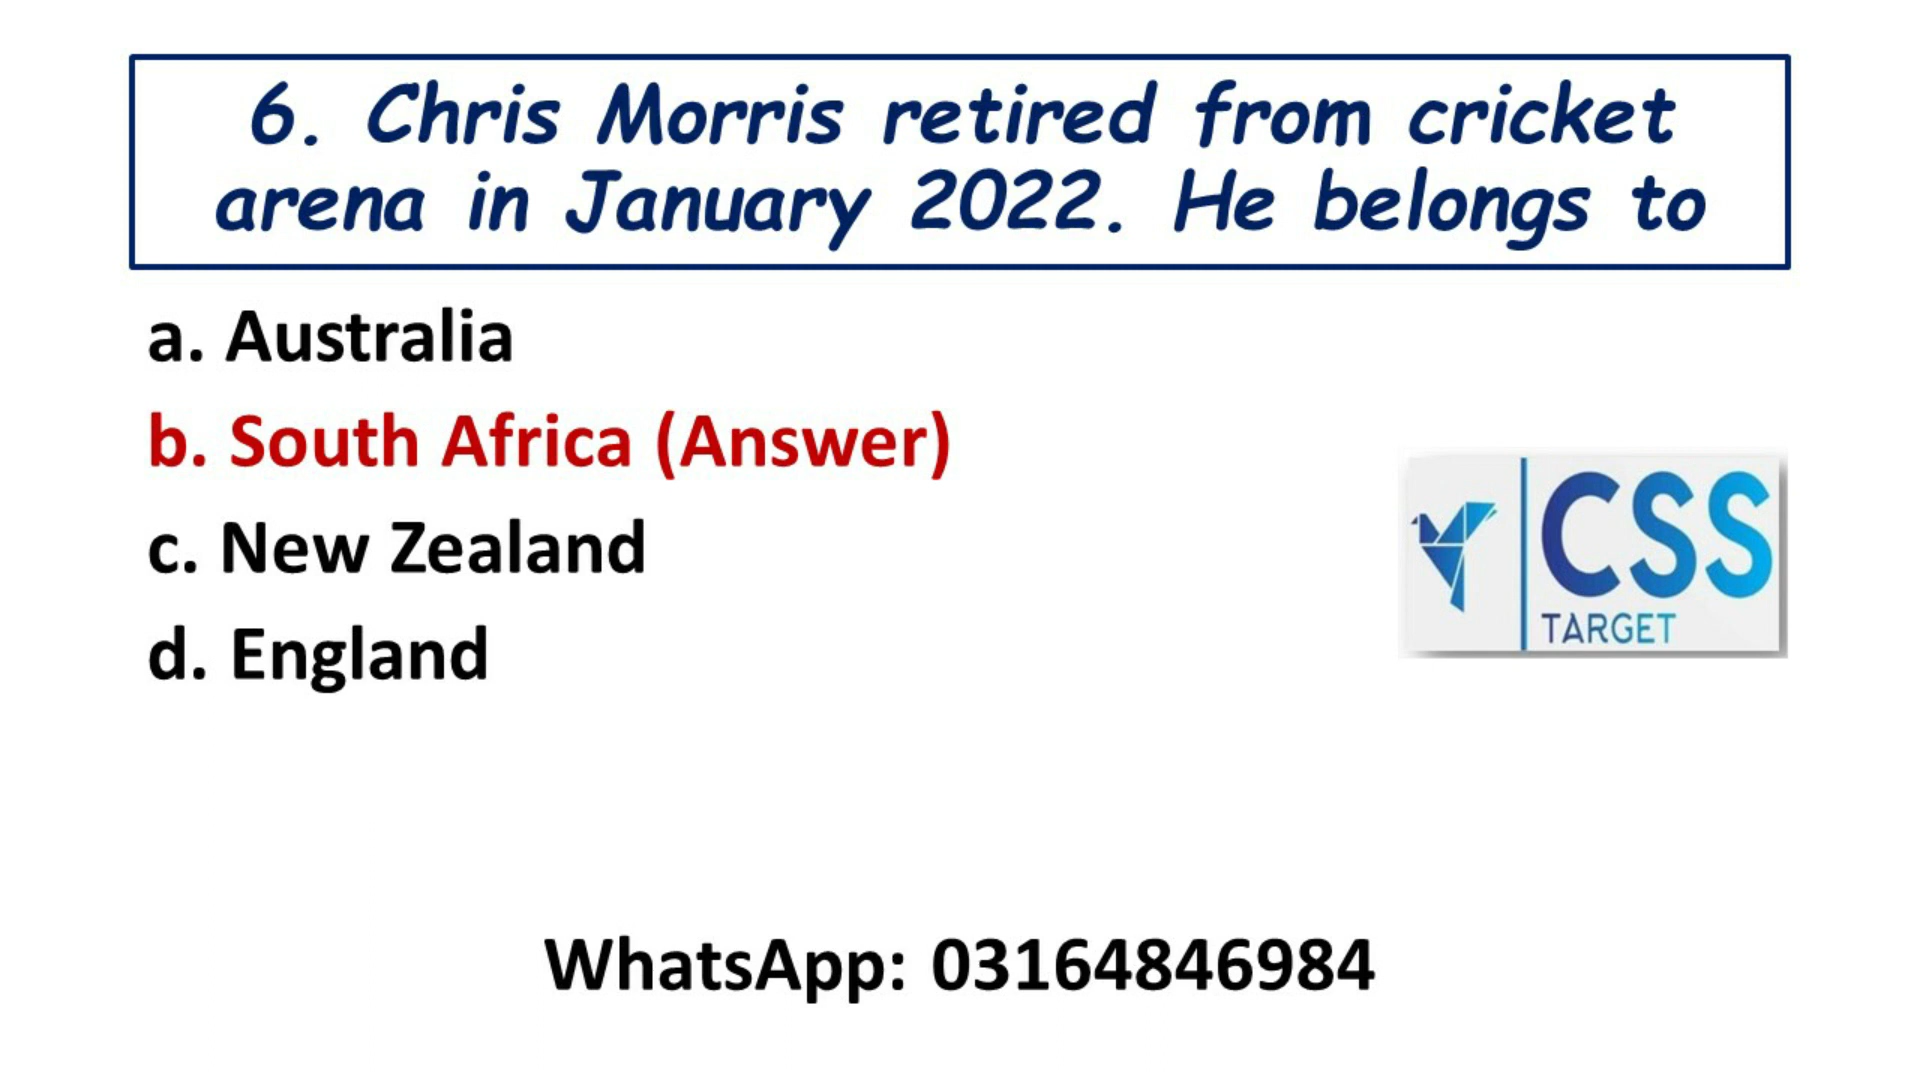 6. Chris Morris retired from cricket
arena in January 2022. He belongs to
a. Australia
b. South Africa (Answer)
c. New Zealand
d. England
CSS
TARGET
WhatsApp: 03164846984